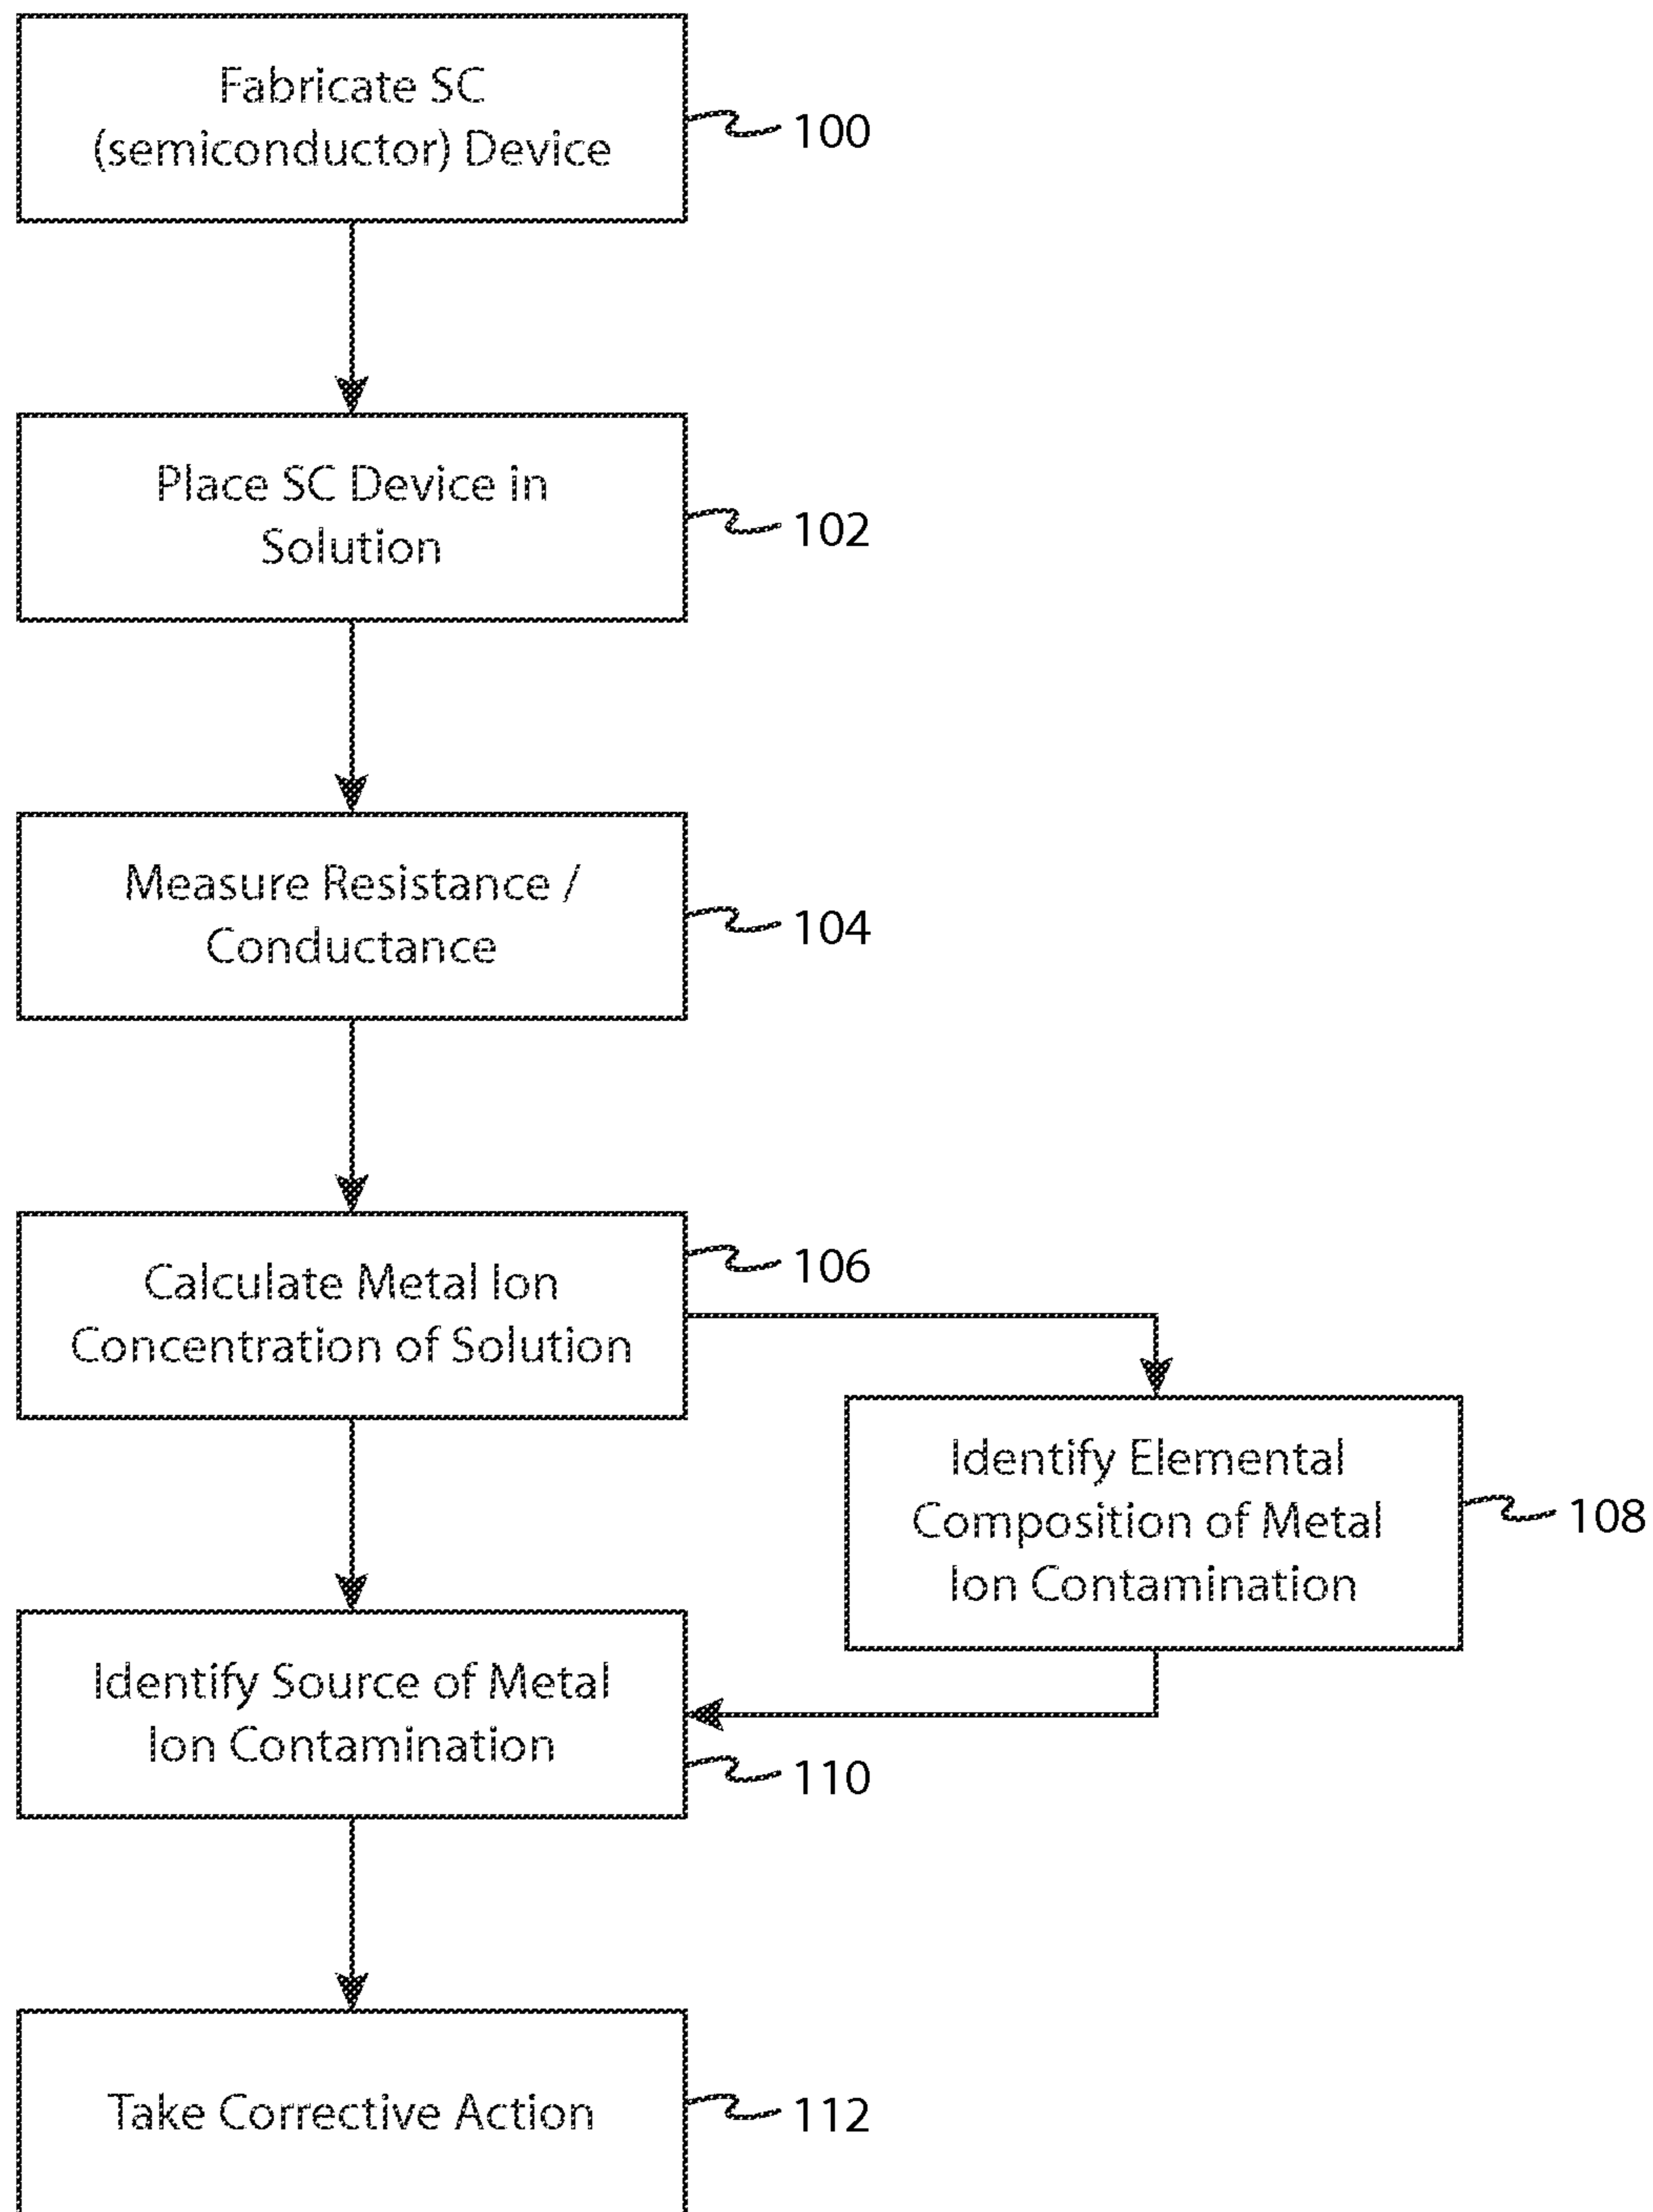 Fabricate SC
(semiconductor) Device
100
Place SC Device in
Solution
102
Measure Resistance /
Conductance
104
Calculate Metal Ion
Concentration of Solution
106
Identify Elemental
Composition of Metal
Ion Contamination
108
Identify Source of Metal
Ion Contamination
110
Take Corrective Action
112